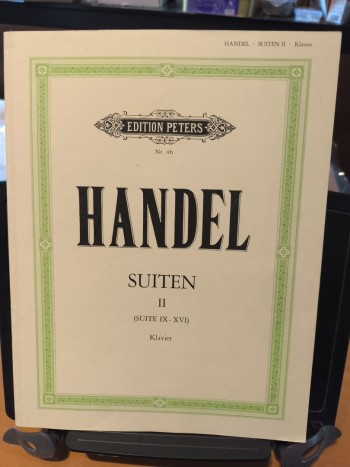 HANDEL · SUITEN II · Klavier
EDITION PETERS
Nr. 4b
HANDEL
SUITEN
II
(SUITE IX - XVI)
Klavier